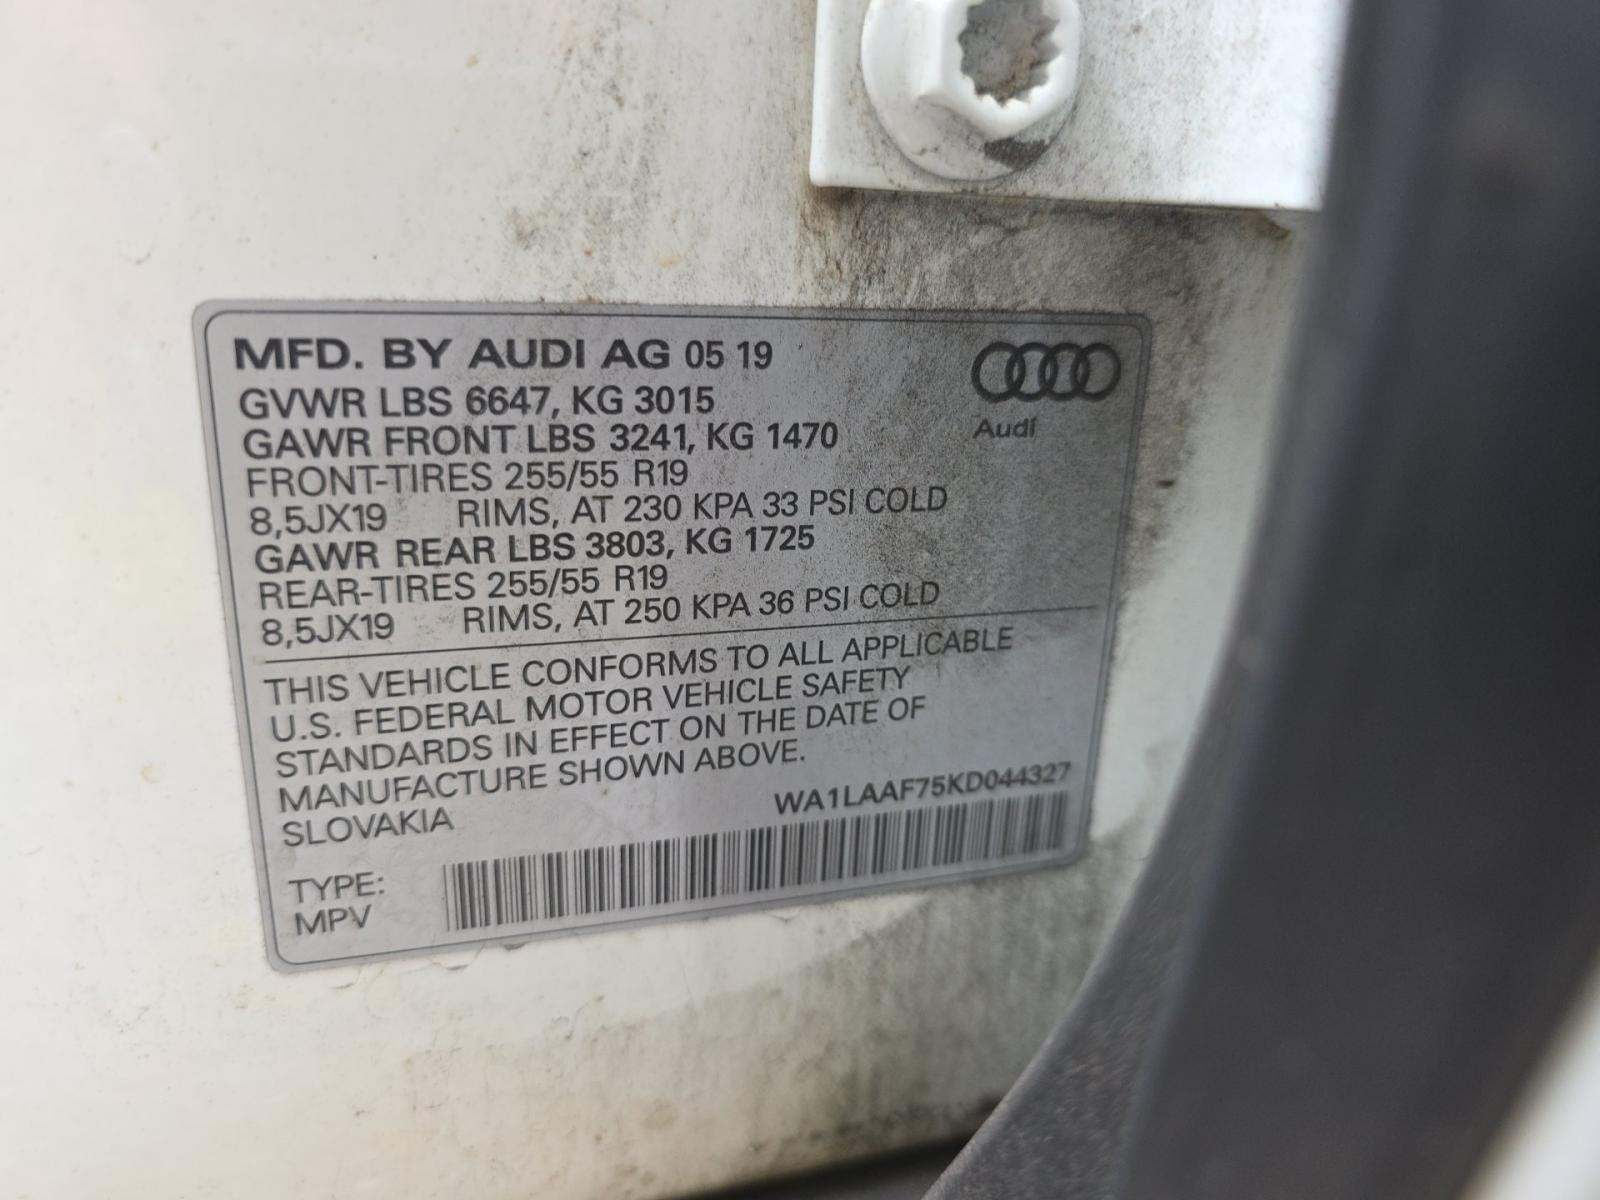 MFD. BY AUDI AG 05 19
GVWR LBS 6647, KG 3015
GAWR FRONT LBS 3241, KG 1470
FRONT-TIRES 255/55 R19
8,5JX19 RIMS, AT 230 KPA 33 PSI COLD
GAWR REAR LBS 3803, KG 1725
REAR-TIRES 255/55 R19
8,5JX19 RIMS, AT 250 KPA 36 PSI COLD
Audi
THIS VEHICLE CONFORMS TO ALL APPLICABLE
U.S. FEDERAL MOTOR VEHICLE SAFETY
STANDARDS IN EFFECT ON THE DATE OF
MANUFACTURE SHOWN ABOVE.
SLOVAKIA
WA1LAAF75KD044327
TYPE:
MPV